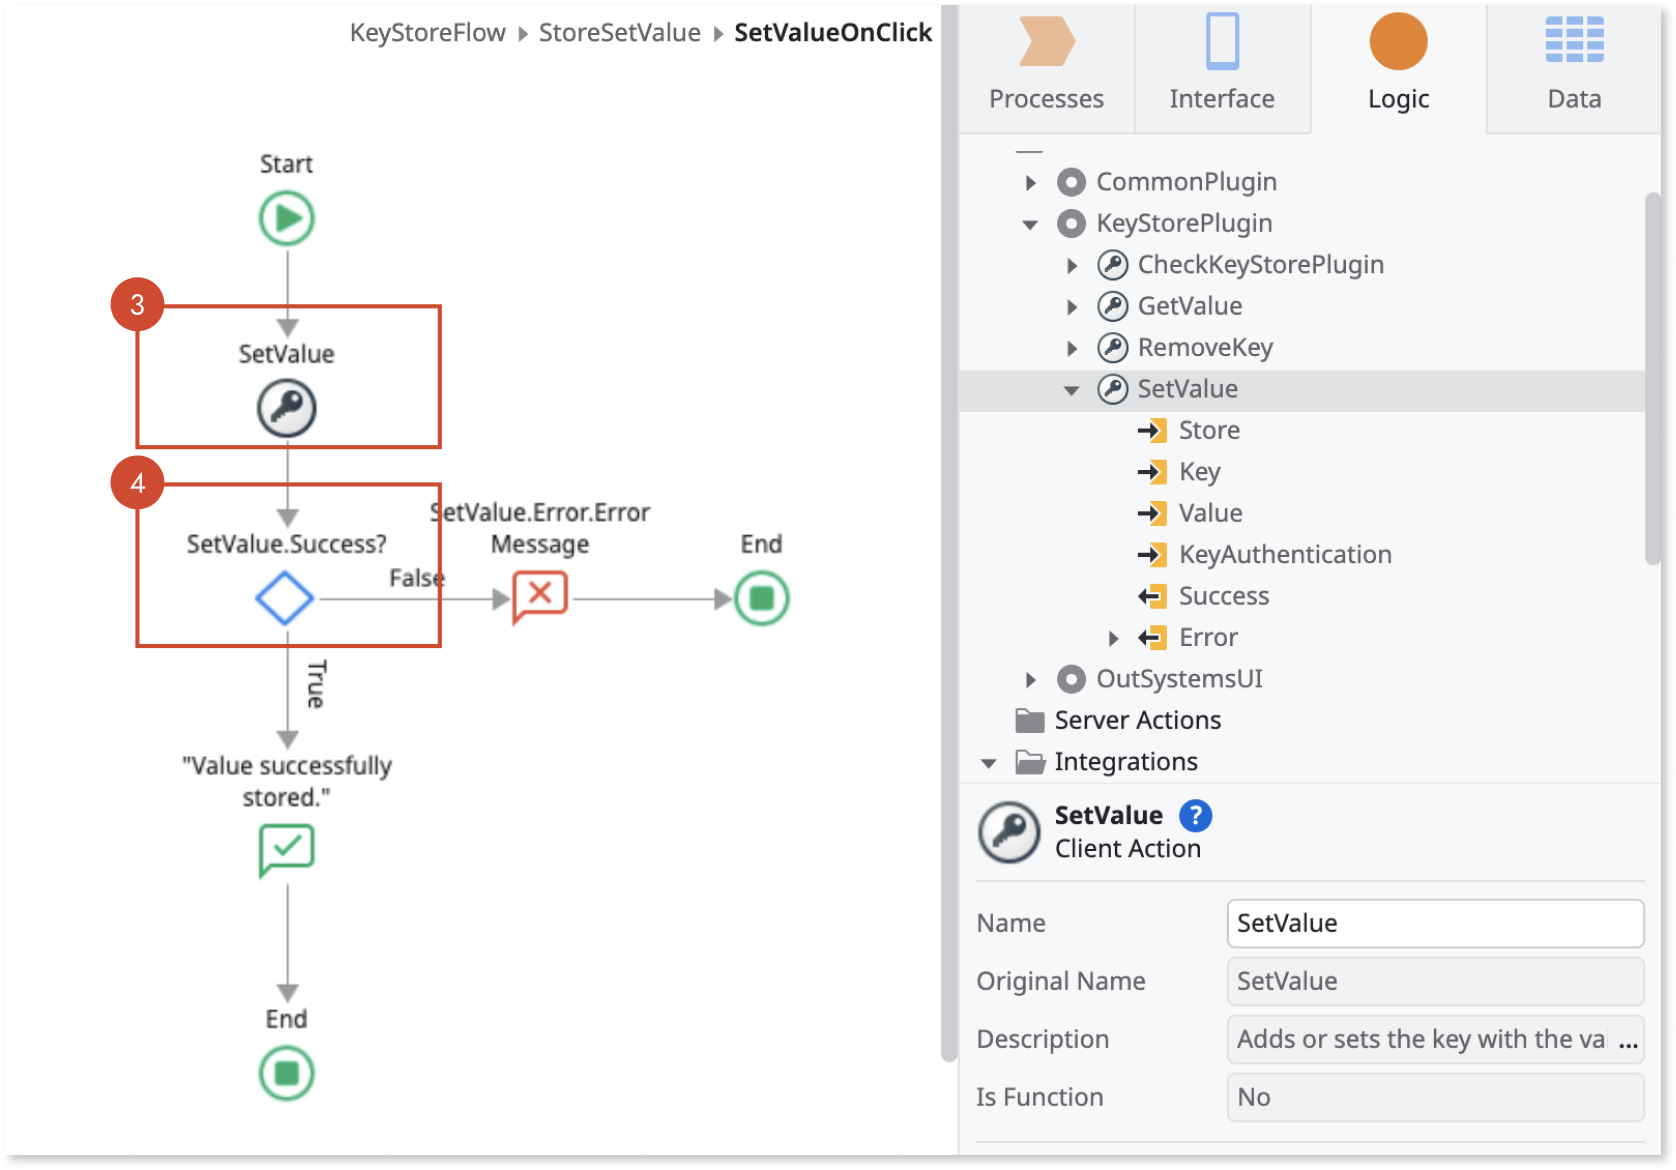 KeyStoreFlow StoreSetValue SetValueOnClick
Start
3
SetValue
4
SetValue.Success?
False
SetValue.Error.Error
Message
End
True
"Value successfully
stored."
End
Processes
Interface
Logic
Data
CommonPlugin
KeyStorePlugin
CheckKeyStorePlugin
GetValue
RemoveKey
SetValue
Store
Key
Value
KeyAuthentication
Success
Error
OutSystemsUI
Server Actions
Integrations
SetValue ?
Client Action
Name SetValue
Original Name SetValue
Description Adds or sets the key with the va ...
Is Function No